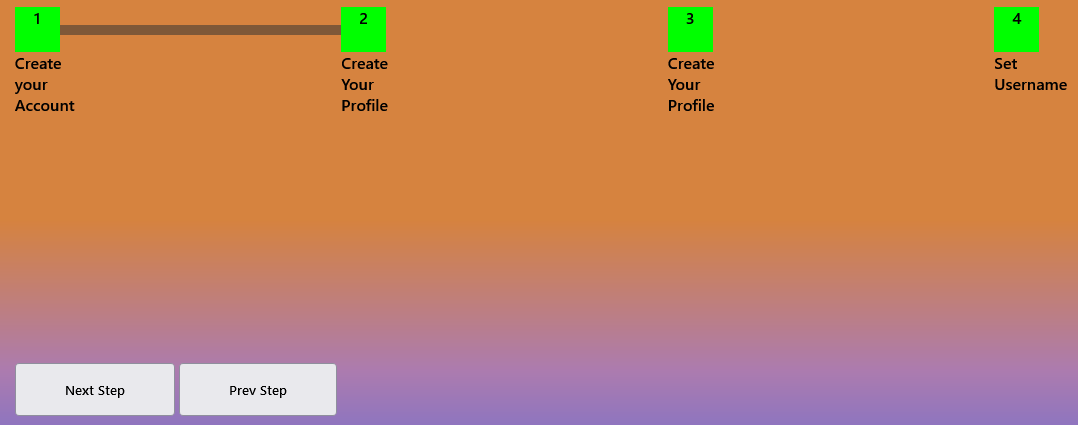 1
Create
your
Account
2
Create
Your
Profile
3
Create
Your
Profile
4
Set
Username
Next Step
Prev Step